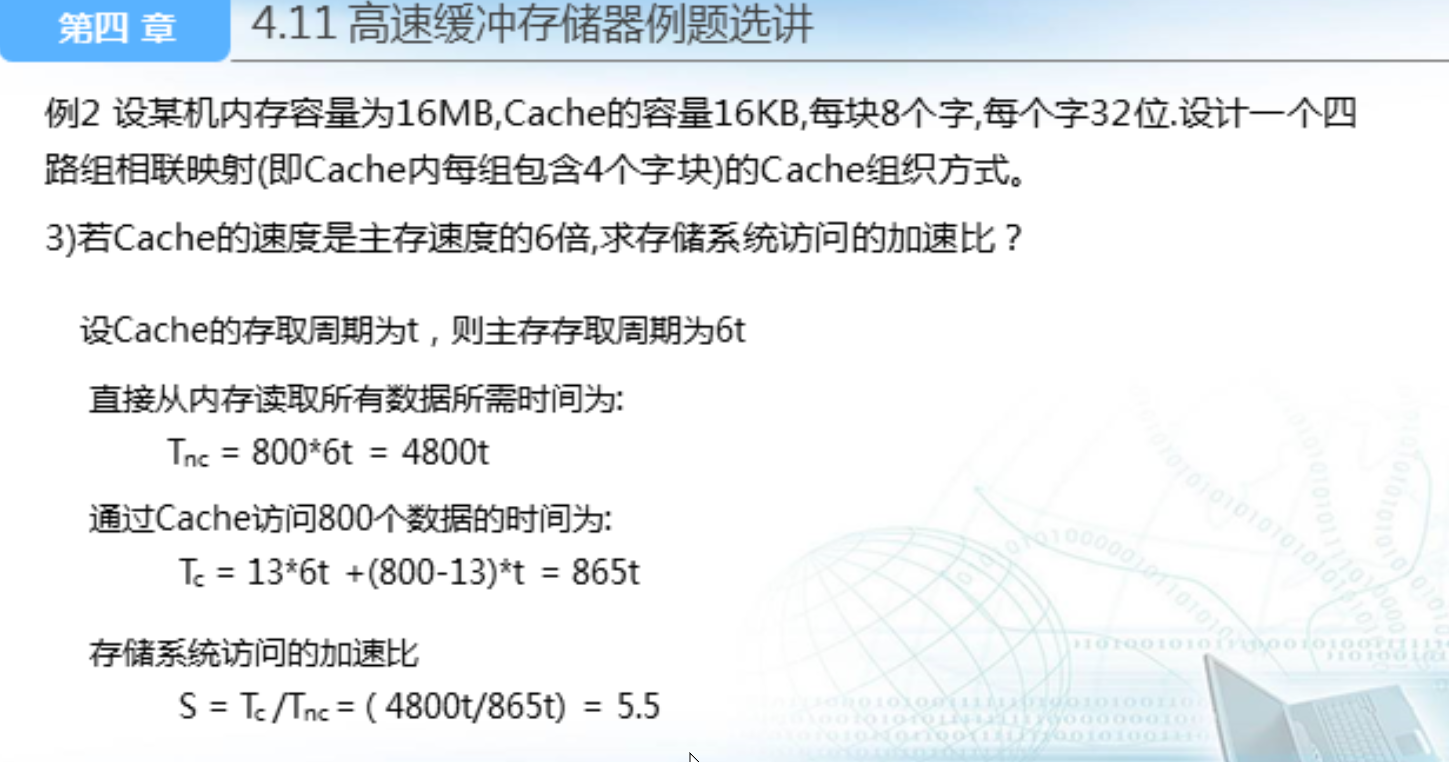 第四 章
4.11 高速缓冲存储器例题选讲
例2 设某机内存容量为16MB,Cache的容量16KB,每块8个字,每个字32位.设计一个四
路组相联映射(即Cache内每组包含4个字块)的Cache组织方式。
3)若Cache的速度是主存速度的6倍,求存储系统访问的加速比？
设Cache的存取周期为t，则主存存取周期为6t
直接从内存读取所有数据所需时间为:
Tnc = 800*6t = 4800t
通过Cache访问800个数据的时间为:
Tc = 13*6t +(800-13)*t = 865t
存储系统访问的加速比
S = Tc /Tnc = ( 4800t/865t) = 5.5